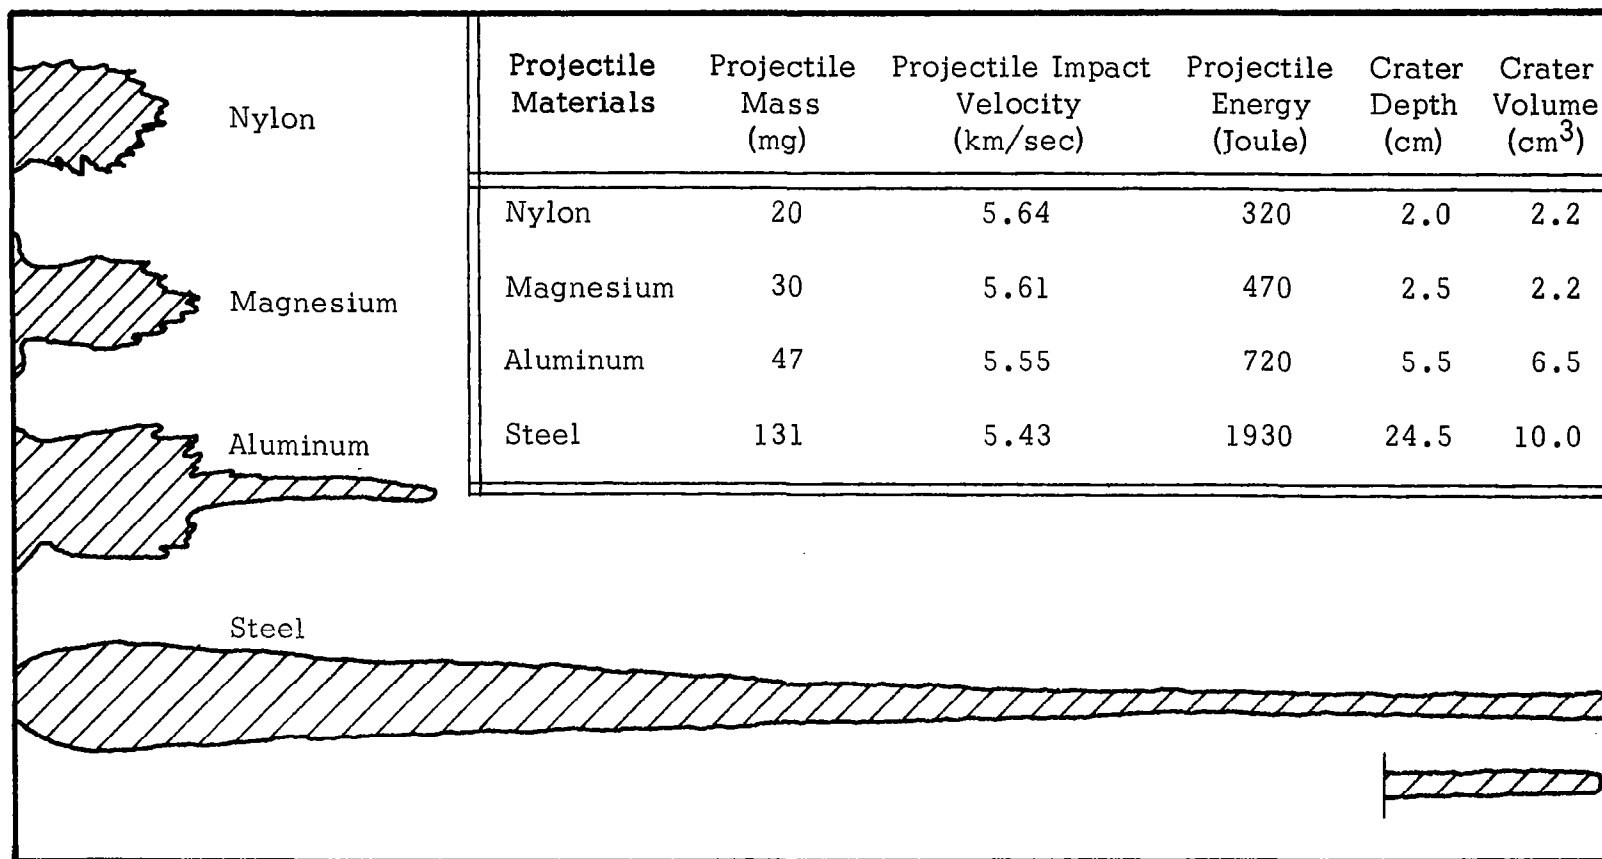 Nylon
Magnesium
Aluminum
Steel
Projectile Materials Projectile Mass (mg) Projectile Impact Velocity (km/sec) Projectile Energy (Joule) Crater Depth (cm) Crater Volume (cm³)
Nylon 20 5.64 320 2.0 2.2
Magnesium 30 5.61 470 2.5 2.2
Aluminum 47 5.55 720 5.5 6.5
Steel 131 5.43 1930 24.5 10.0